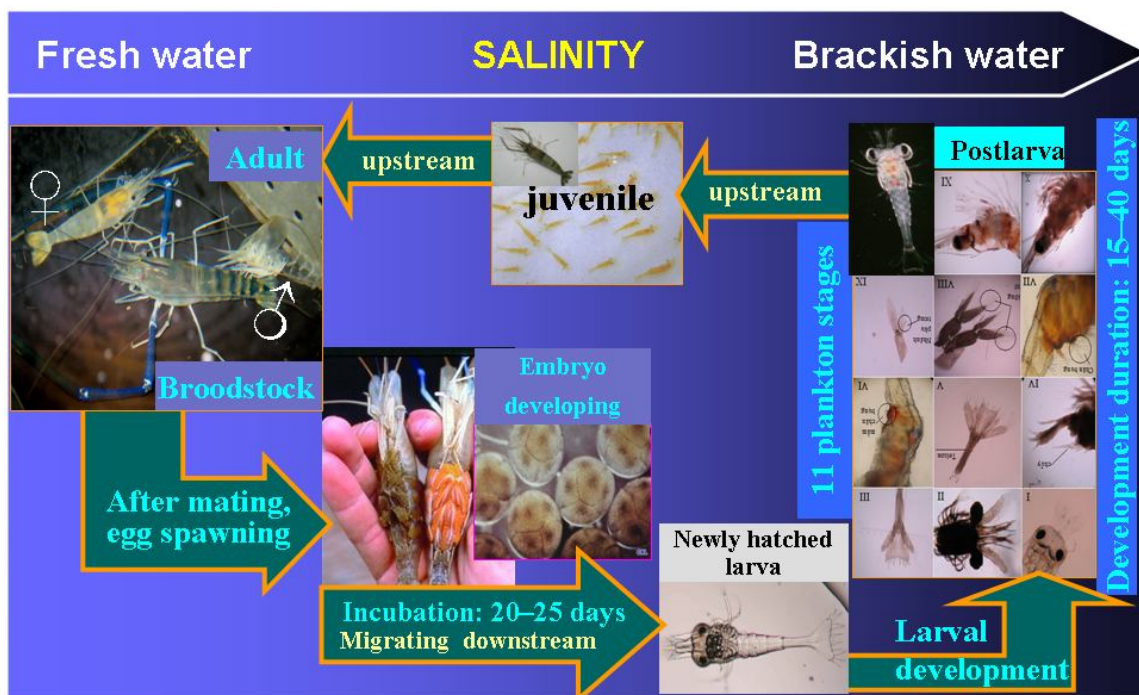 Fresh water
SALINITY
Brackish water
Adult
upstream
juvenile
upstream
Postlarva
Broodstock
Embryo
developing
11 plankton stages
Development duration: 15–40 days
IX
X
XI
VIII
VII
VI
V
IV
Telson
III
II
I
After mating,
egg spawning
Newly hatched
larva
Incubation: 20–25 days
Migrating downstream
Larval
development